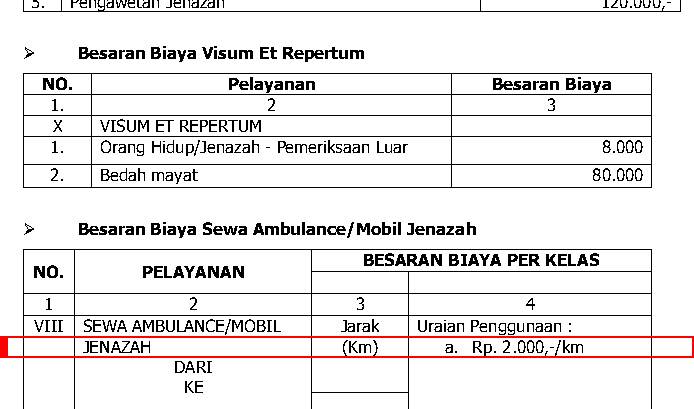 5. Pengawetan Jenazah 120.000,-
Besaran Biaya Visum Et Repertum
NO. Pelayanan Besaran Biaya
1. 2 3
X VISUM ET REPERTUM
1. Orang Hidup/Jenazah - Pemeriksaan Luar 8.000
2. Bedah mayat 80.000
Besaran Biaya Sewa Ambulance/Mobil Jenazah
NO. PELAYANAN BESARAN BIAYA PER KELAS
1 2 3 4
VIII SEWA AMBULANCE/MOBIL Jarak Uraian Penggunaan :
JENAZAH (Km) a. Rp. 2.000,-/km
DARI
KE